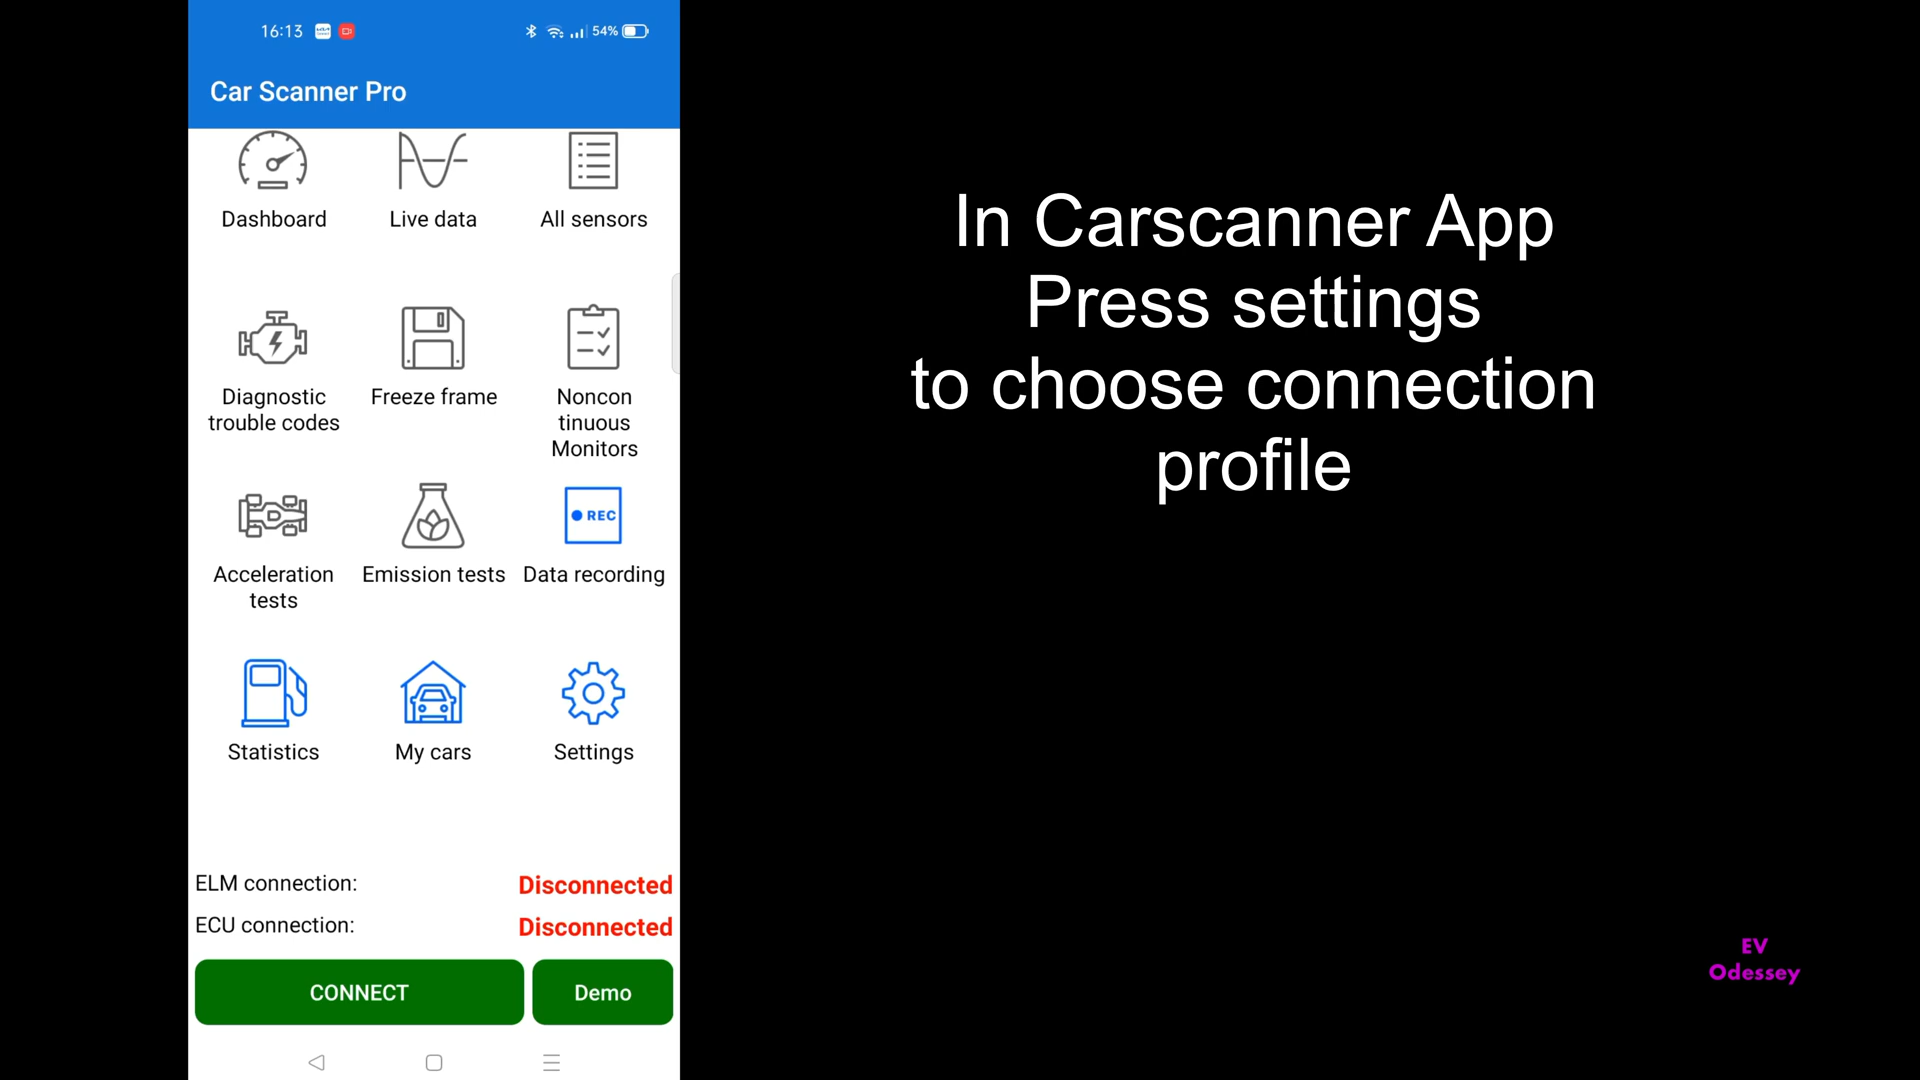 16:13
54%
Car Scanner Pro
Dashboard
Live data
All sensors
Diagnostic
trouble codes
Freeze frame
Noncon
tinuous
Monitors
REC
Acceleration
tests
Emission tests
Data recording
Statistics
My cars
Settings
ELM connection:
Disconnected
ECU connection:
Disconnected
CONNECT
Demo
In Carscanner App
Press settings
to choose connection
profile
EV
Odessey